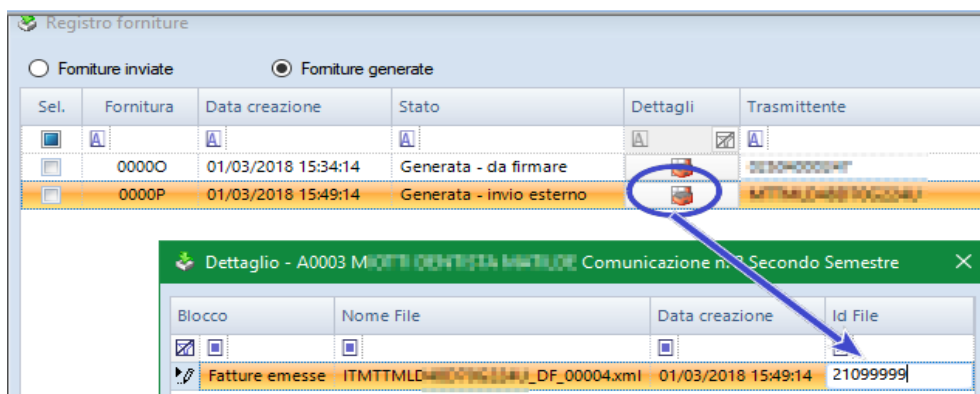 Registro forniture
Forniture inviate Forniture generate
Sel. Fornitura Data creazione Stato Dettagli Trasmittente
0000O 01/03/2018 15:34:14 Generata - da firmare
0000P 01/03/2018 15:49:14 Generata - invio esterno
Dettaglio - A0003 M Comunicazione n. Secondo Semestre
Blocco Nome File Data creazione Id File
Fatture emesse ITMTTMLD _DF_00004.xml 01/03/2018 15:49:14 21099999